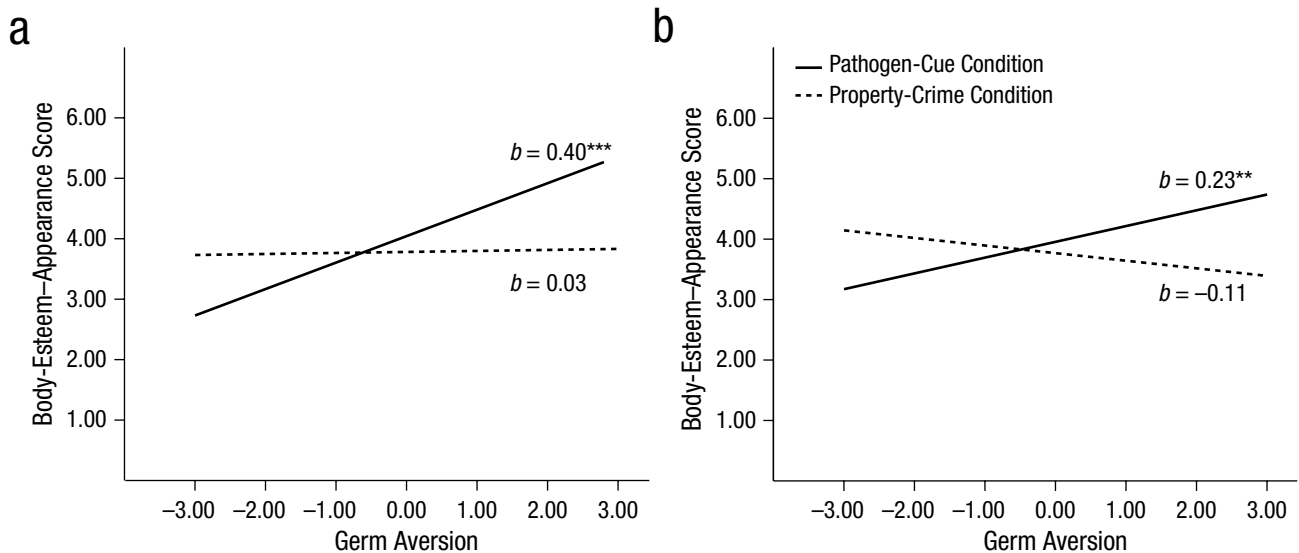 a
Body-Esteem–Appearance Score
6.00
5.00
4.00
3.00
2.00
1.00
b = 0.40***
b = 0.03
–3.00 –2.00 –1.00 0.00 1.00 2.00 3.00
Germ Aversion
b
Pathogen-Cue Condition
Property-Crime Condition
Body-Esteem–Appearance Score
6.00
5.00
4.00
3.00
2.00
1.00
b = 0.23**
b = –0.11
–3.00 –2.00 –1.00 0.00 1.00 2.00 3.00
Germ Aversion